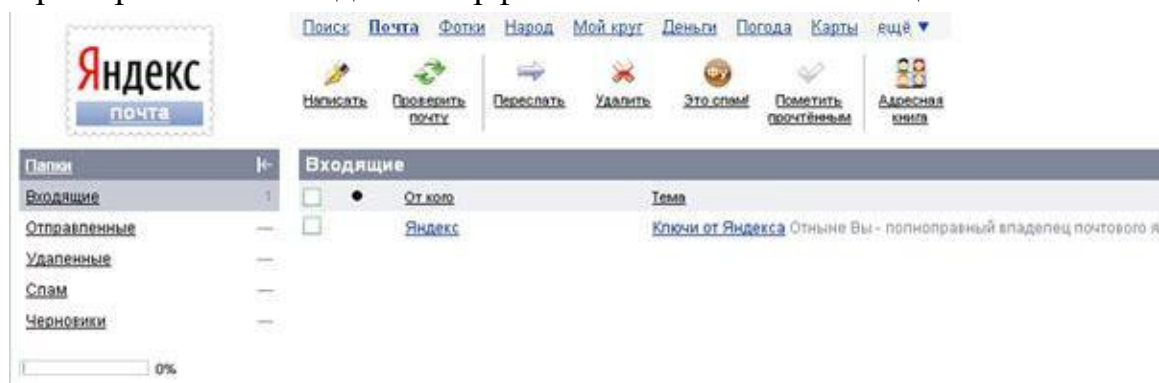 Поиск Почта Фотки Народ Мой круг Деньги Погода Карты ещё ▼
Яндекс
почта
Написать Проверить почту Переслать Удалить Это спам! Пометить прочтённым Адресная книга
Папки
Входящие 1
Отправленные —
Удаленные —
Спам —
Черновики —
0%
Входящие
От кого Тема
Яндекс Ключи от Яндекса Отныне Вы - полноправный владелец почтового я